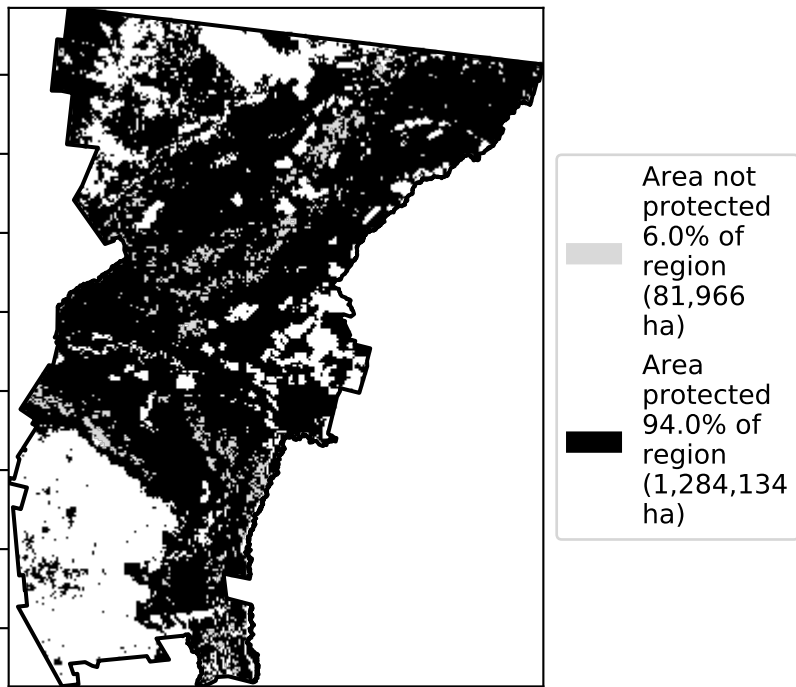 Area not
protected
6.0% of
region
(81,966
ha)
Area
protected
94.0% of
region
(1,284,134
ha)